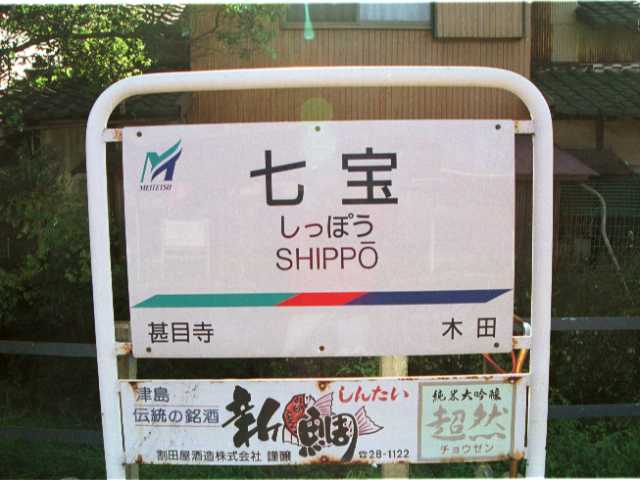 MEITETSU
七宝
しっぽう
SHIPPŌ
甚目寺
木田
津島
伝統の銘酒
新鯛
しんたい
割田屋酒造株式会社 謹醸
☎28-1122
純米大吟醸
超然
チョウゼン